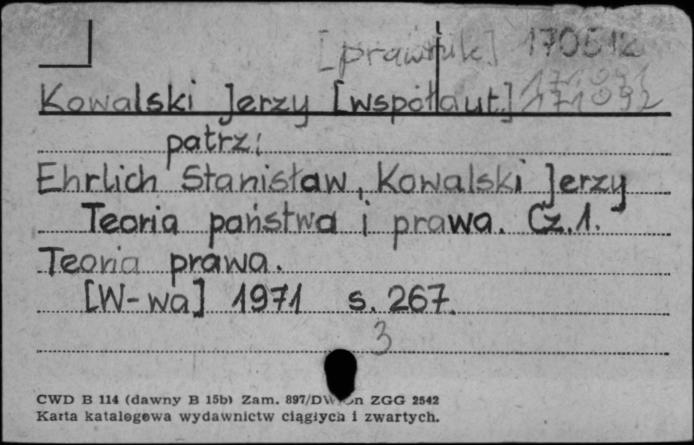 [prawnik] 170512
171091
Kowalski Jerzy [współaut.] 171092
patrz:
Ehrlich Stanisław, Kowalski Jerzy
Teoria państwa i prawa. Cz. 1.
Teoria prawa.
[W-wa] 1971 s. 267.
3
CWD B 114 (dawny B 15b) Zam. 897/ ZGG 2542
Karta katalogowa wydawnictw ciągłych i zwartych.